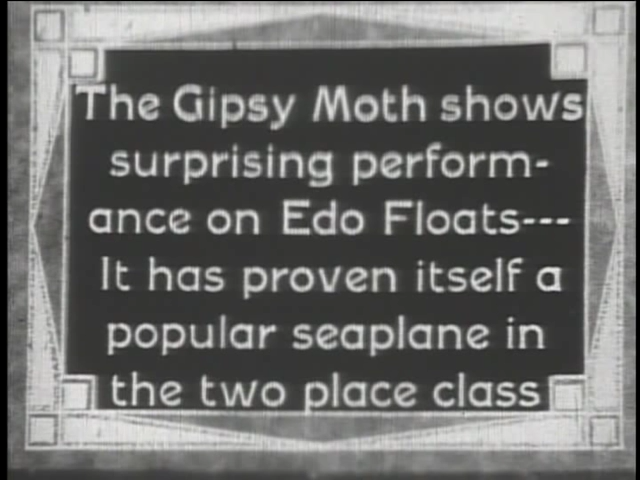 The Gipsy Moth shows
surprising perform-
ance on Edo Floats---
It has proven itself a
popular seaplane in
the two place class